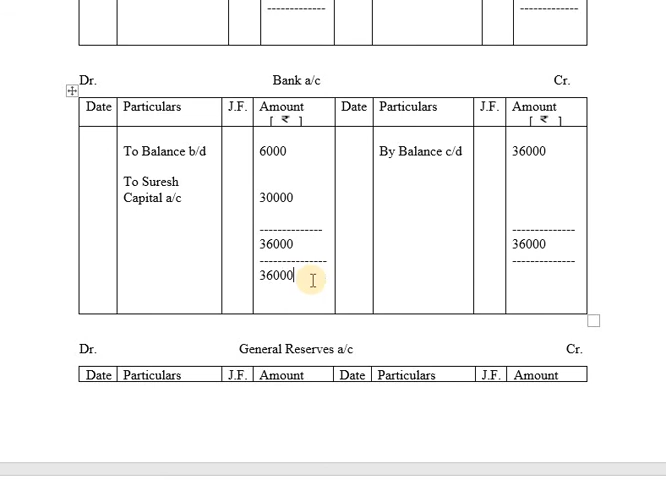 Dr. Bank a/c Cr.
Date Particulars J.F. Amount Date Particulars J.F. Amount
[ ₹ ] [ ₹ ]
To Balance b/d 6000 By Balance c/d 36000
To Suresh
Capital a/c 30000
36000 36000
36000
Dr. General Reserves a/c Cr.
Date Particulars J.F. Amount Date Particulars J.F. Amount